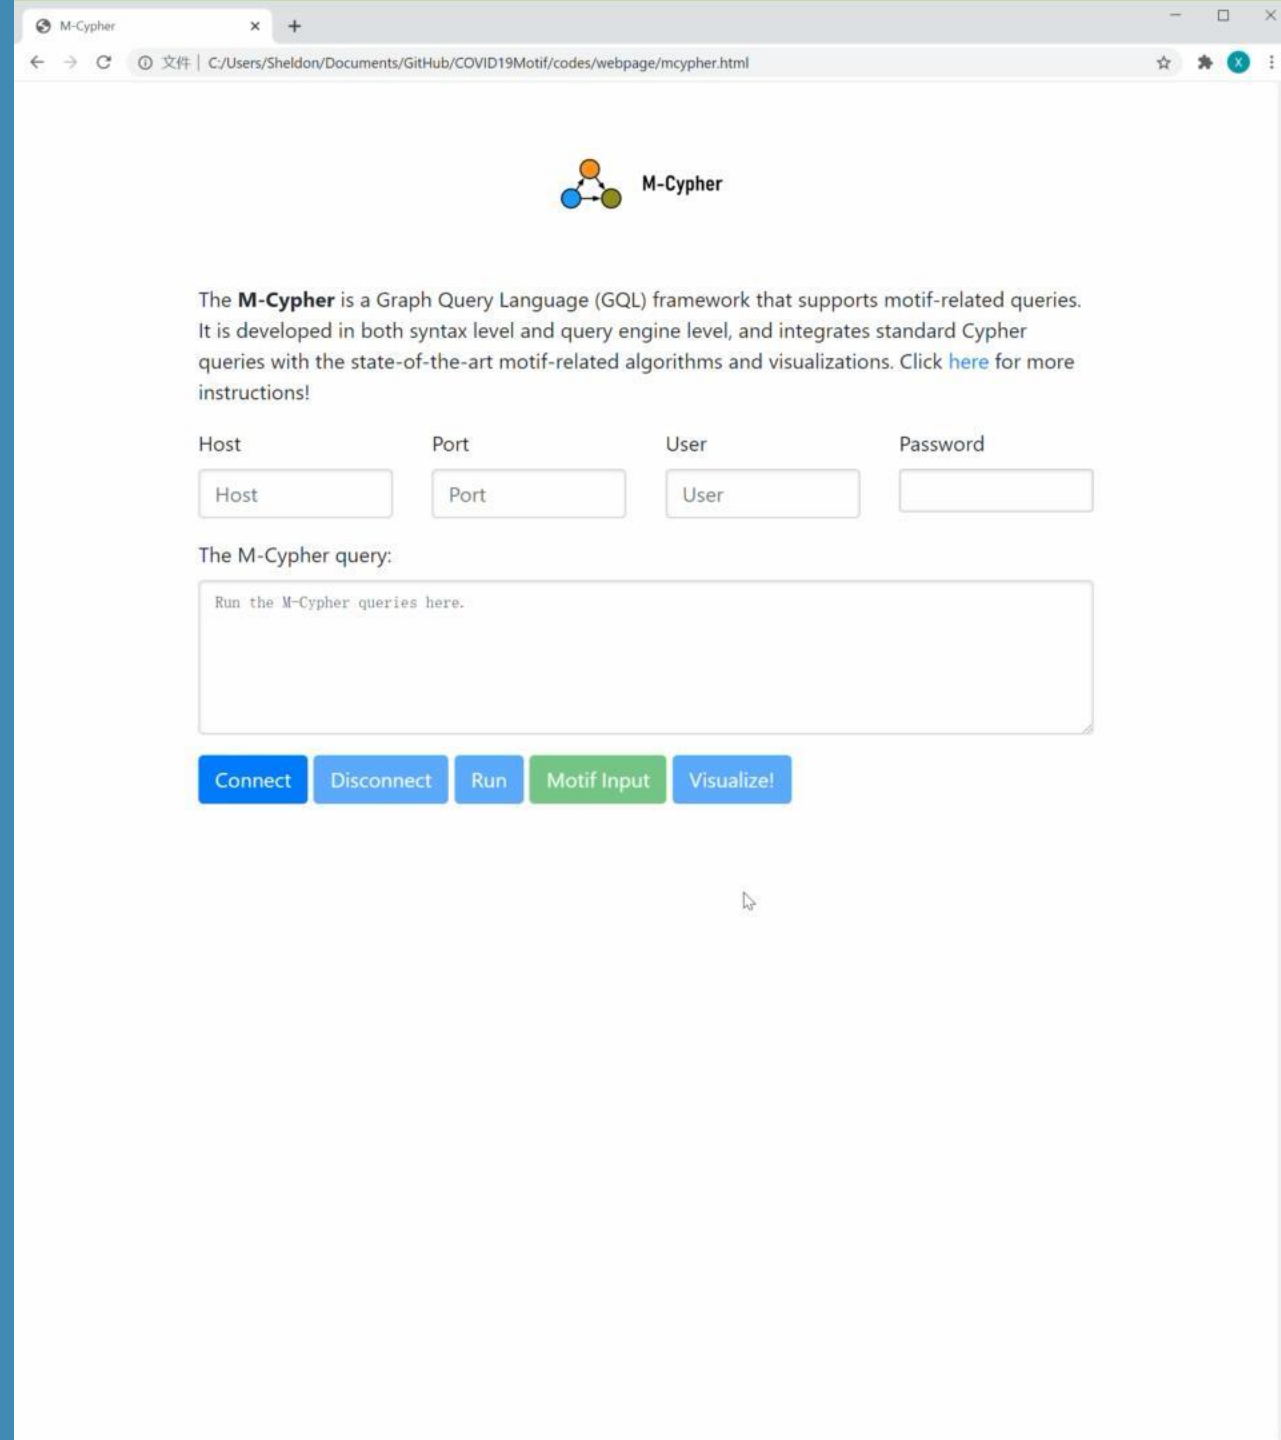 M-Cypher
文件 | C:/Users/Sheldon/Documents/GitHub/COVID19Motif/codes/webpage/mcypher.html
X
M-Cypher
The M-Cypher is a Graph Query Language (GQL) framework that supports motif-related queries.
It is developed in both syntax level and query engine level, and integrates standard Cypher
queries with the state-of-the-art motif-related algorithms and visualizations. Click here for more
instructions!
Host Port User Password
Host Port User
The M-Cypher query:
Run the M-Cypher queries here.
Connect Disconnect Run Motif Input Visualize!